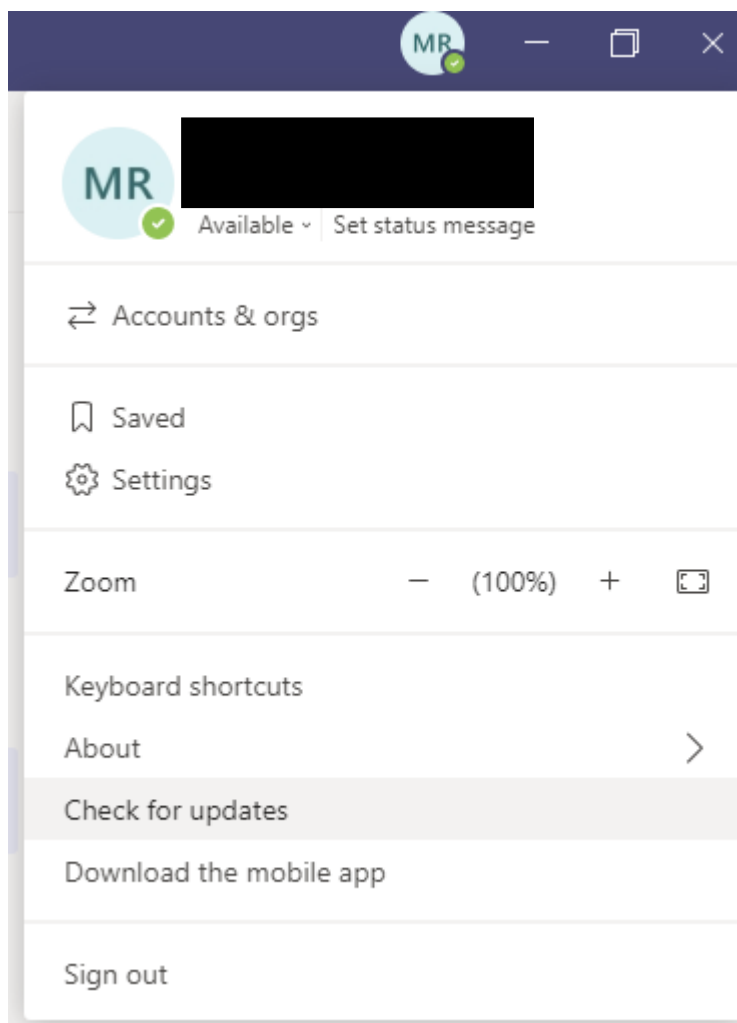 MR
MR
Available Set status message
Accounts & orgs
Saved
Settings
Zoom − (100%) +
Keyboard shortcuts
About
Check for updates
Download the mobile app
Sign out